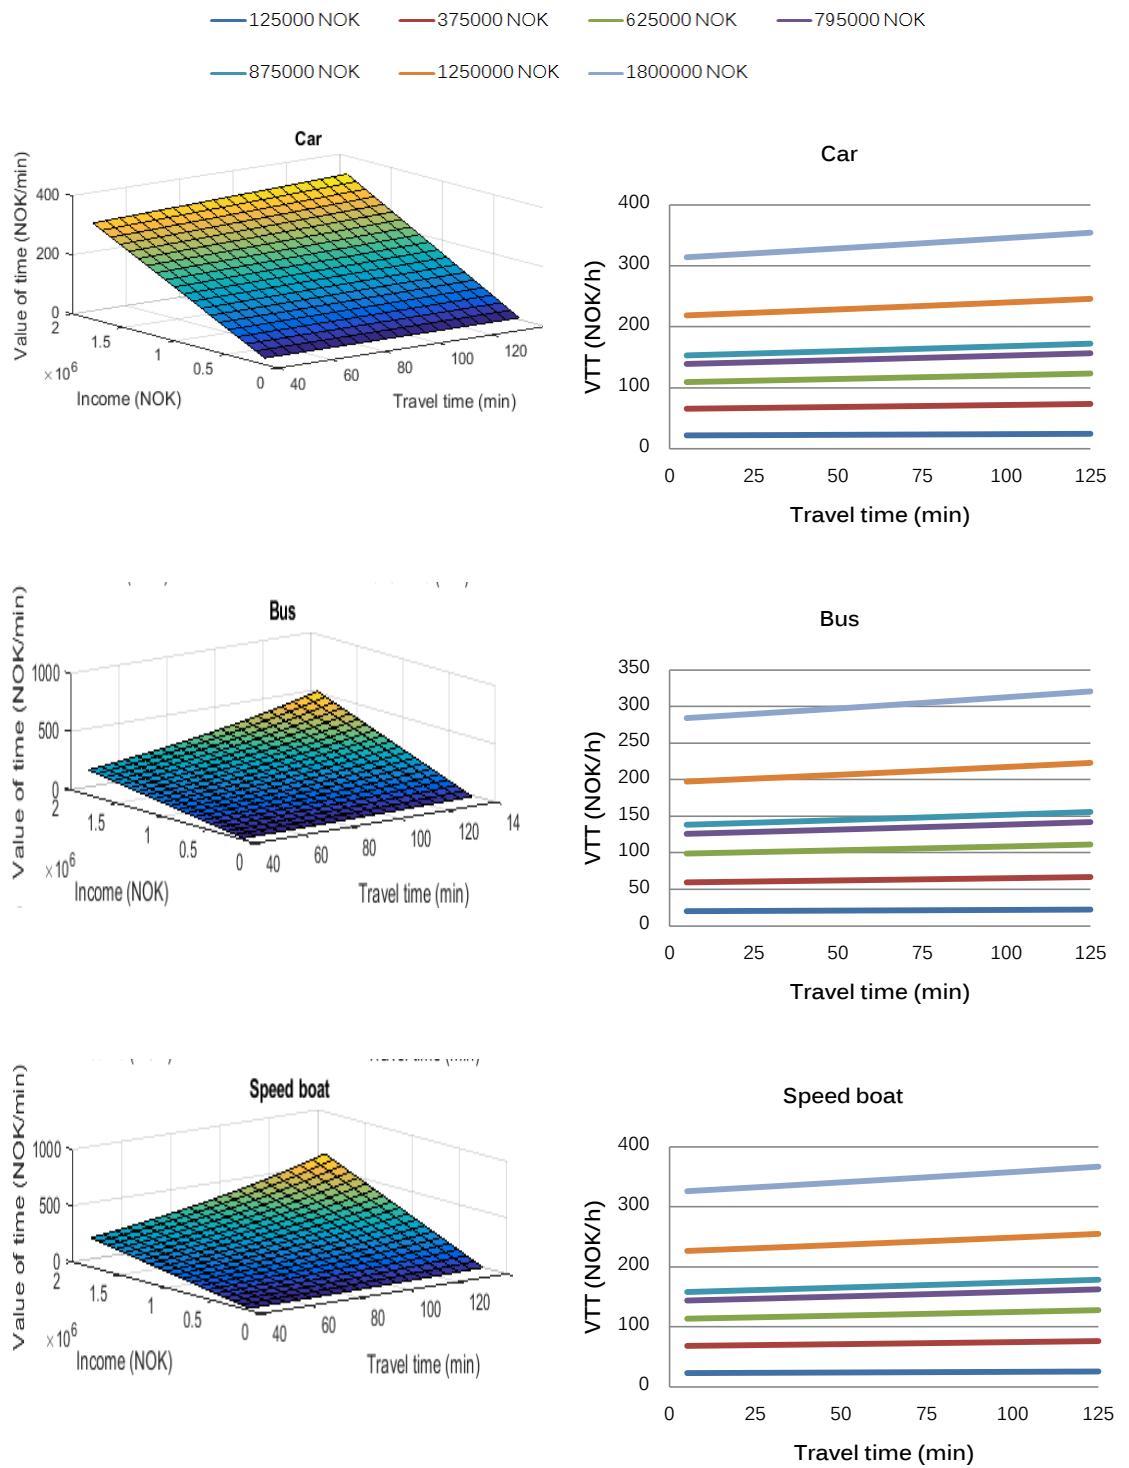 125000 NOK 375000 NOK 625000 NOK 795000 NOK
875000 NOK 1250000 NOK 1800000 NOK
Car
Value of time (NOK/min)
400
200
0
2
1.5
1
0.5
0
×10^6
Income (NOK)
40 60 80 100 120
Travel time (min)
Car
VTT (NOK/h)
400
300
200
100
0
0 25 50 75 100 125
Travel time (min)
Bus
Value of time (NOK/min)
1000
500
0
2
1.5
1
0.5
0
×10^6
Income (NOK)
40 60 80 100 120 14
Travel time (min)
Bus
VTT (NOK/h)
350
300
250
200
150
100
50
0
0 25 50 75 100 125
Travel time (min)
Speed boat
Value of time (NOK/min)
1000
500
0
2
1.5
1
0.5
0
×10^6
Income (NOK)
40 60 80 100 120
Travel time (min)
Speed boat
VTT (NOK/h)
400
300
200
100
0
0 25 50 75 100 125
Travel time (min)